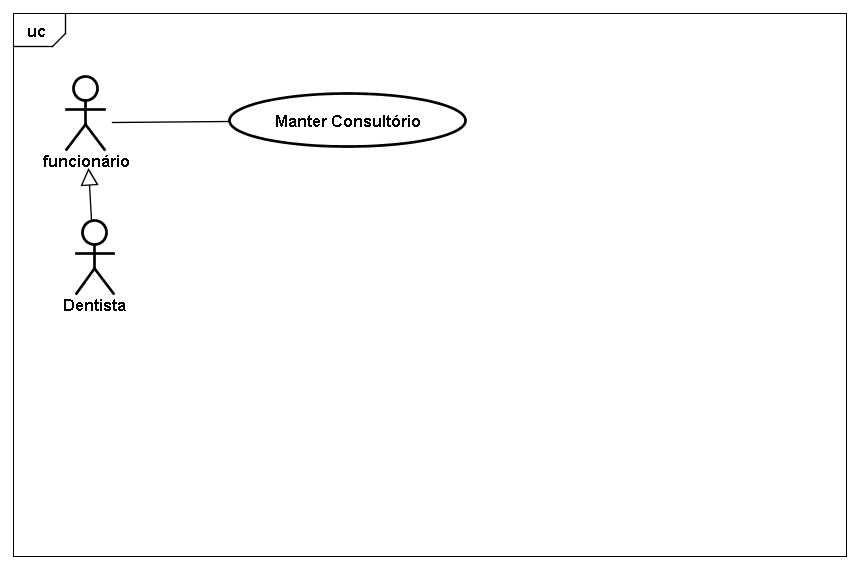 uc
Manter Consultório
funcionário
Dentista